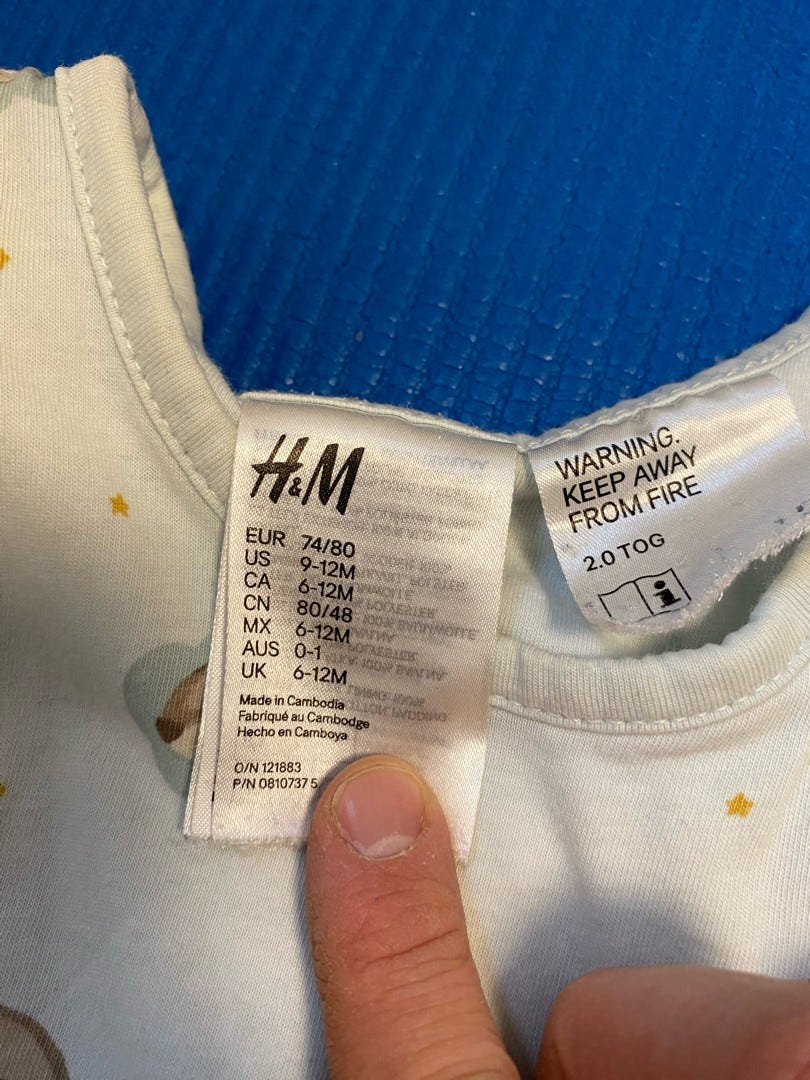 H&M
EUR 74/80
US 9-12M
CA 6-12M
CN 80/48
MX 6-12M
AUS 0-1
UK 6-12M
Made in Cambodia
Fabriqué au Cambodge
Hecho en Camboya
O/N 121883
P/N 0810737 5
WARNING.
KEEP AWAY
FROM FIRE
2.0 TOG
i